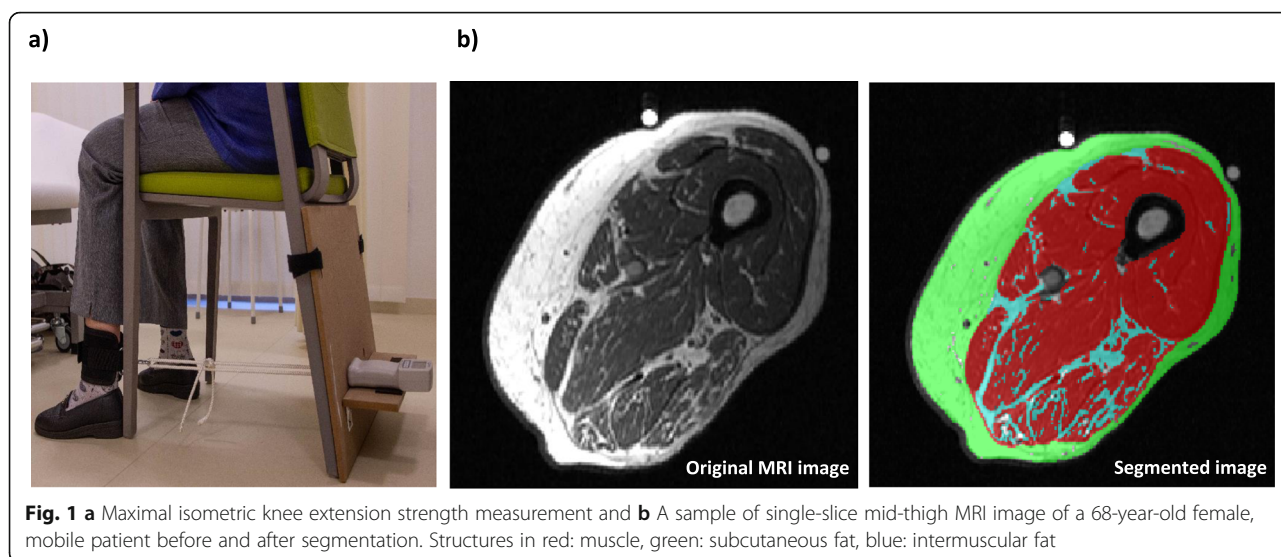 a)
b)
Original MRI image
Segmented image
Fig. 1 a Maximal isometric knee extension strength measurement and b A sample of single-slice mid-thigh MRI image of a 68-year-old female,
mobile patient before and after segmentation. Structures in red: muscle, green: subcutaneous fat, blue: intermuscular fat